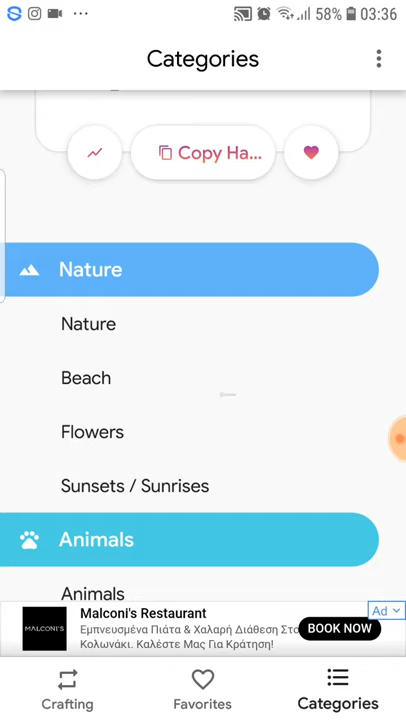 58% 03:36
Categories
Copy Ha...
Nature
Nature
Beach
Flowers
Sunsets / Sunrises
Animals
Animals
Ad
Malconi's Restaurant
MALCONI'S
Εμπνευσμένα Πιάτα & Χαλαρή Διάθεση Στο
Κολωνάκι. Καλέστε Μας Για Κράτηση!
BOOK NOW
Crafting
Favorites
Categories